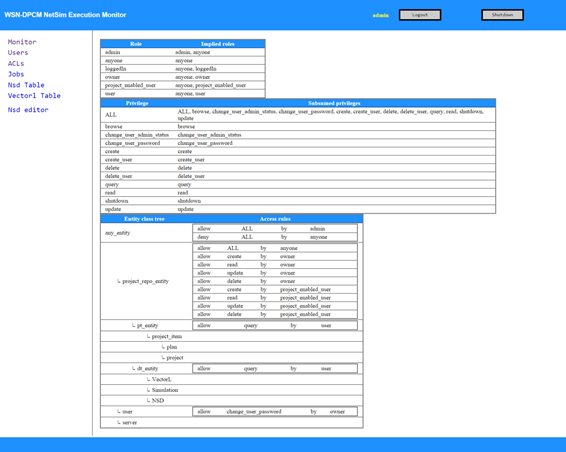 WSN-DPCM NetSim Execution Monitor
admin
Logout
Shutdown
Monitor
Users
ACLs
Jobs
Nsd Table
Vectorl Table
Nsd editor
Role Implied roles
admin admin, anyone
anyone anyone
loggedin anyone, loggedin
owner anyone, owner
project_enabled_user anyone, project_enabled_user
user anyone, user
Privilege Subsumed privileges
ALL ALL, browse, change_user_admin_status, change_user_password, create, create_user, delete, delete_user, query, read, shutdown,
update
browse browse
change_user_admin_status change_user_admin_status
change_user_password change_user_password
create create
create_user create_user
delete delete
delete_user delete_user
query query
read read
shutdown shutdown
update update
Entity class tree Access rules
any_entity
allow ALL by admin
deny ALL by anyone
↳ project_repo_entity
allow ALL by anyone
allow create by owner
allow read by owner
allow update by owner
allow delete by owner
allow create by project_enabled_user
allow read by project_enabled_user
allow update by project_enabled_user
allow delete by project_enabled_user
↳ pt_entity allow query by user
↳ project_item
↳ plan
↳ project
↳ dt_entity allow query by user
↳ VectorL
↳ Simulation
↳ NSD
↳ user allow change_user_password by owner
↳ server